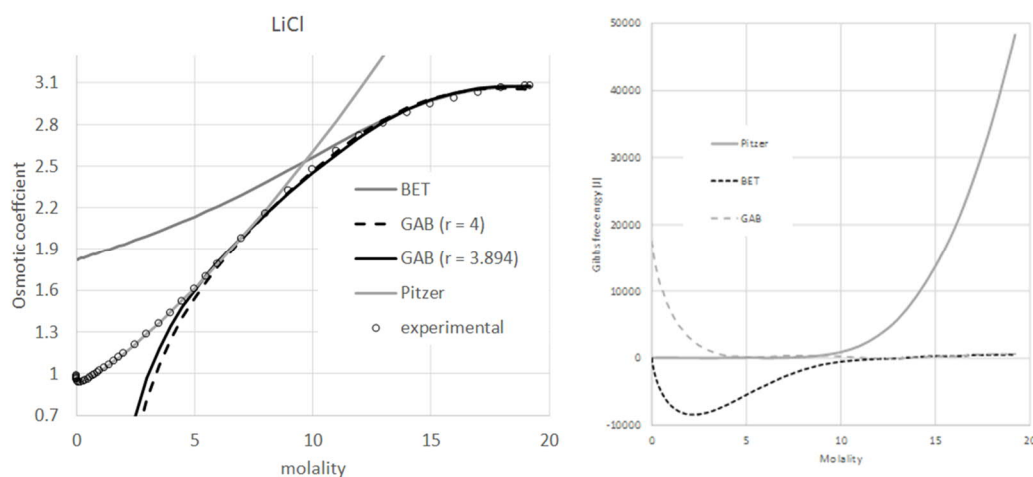 LiCl
Osmotic coeffcient
3.1
2.8
2.5
2.2
1.9
1.6
1.3
1
0.7
BET
GAB (r = 4)
GAB (r = 3.894)
Pitzer
experimental
0 5 10 15 20
molality
Gibbs free enrgy [J]
50000
40000
30000
20000
10000
0
-10000
Pitzer
BET
GAB
0 5 10 15 20
Molality